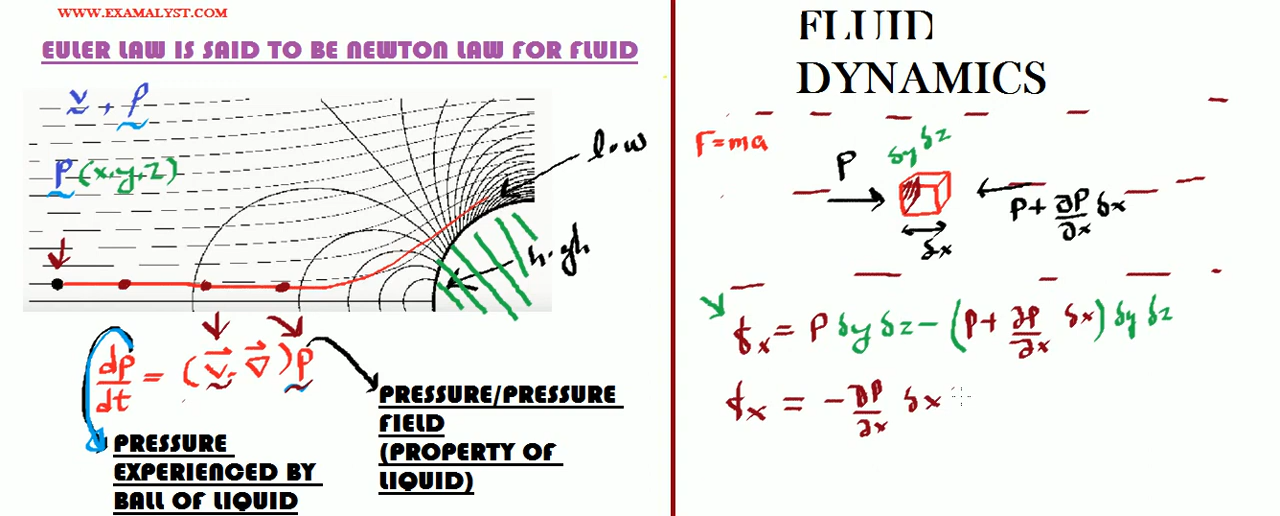 WWW.EXAMALYST.COM
EULER LAW IS SAID TO BE NEWTON LAW FOR FLUID
v, P
P(x,y,z)
low
high
dp/dt = (v⃗.∇⃗)P
PRESSURE
EXPERIENCED BY
BALL OF LIQUID
PRESSURE/PRESSURE
FIELD
(PROPERTY OF
LIQUID)
FLUID
DYNAMICS
F=ma
δy δz
P
P+ ∂P/∂x δx
δx
fx = P δy δz - (P+ ∂P/∂x δx) δy δz
fx = - ∂P/∂x δx